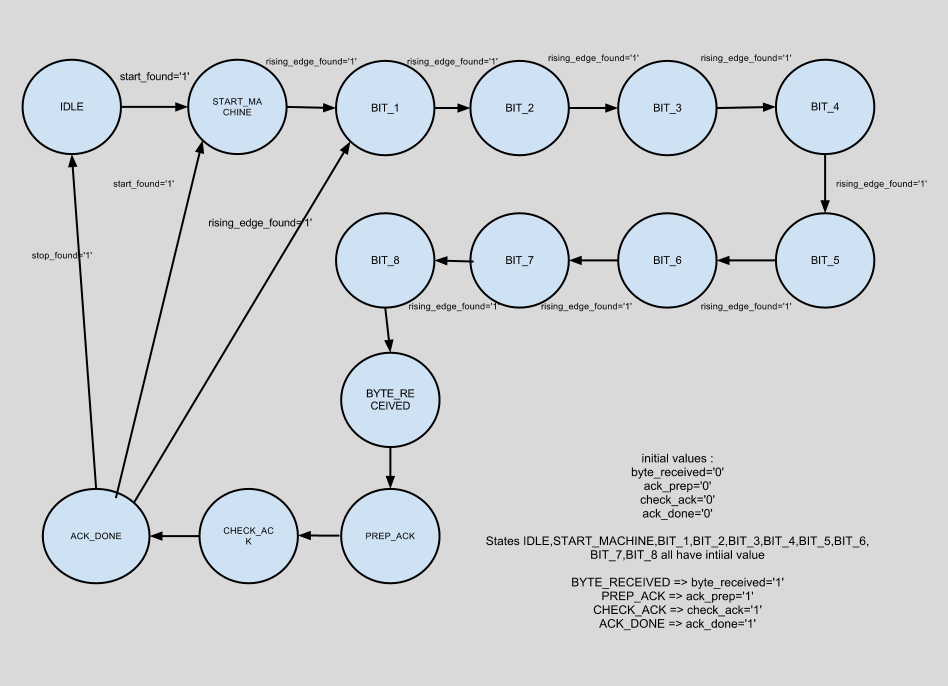 rising_edge_found='1'
rising_edge_found='1'
rising_edge_found='1'
rising_edge_found='1'
start_found='1'
IDLE
START_MA
CHINE
BIT_1
BIT_2
BIT_3
BIT_4
start_found='1'
rising_edge_found='1'
rising_edge_found='1'
stop_found='1'
BIT_8
BIT_7
BIT_6
BIT_5
rising_edge_found='1'
rising_edge_found='1'
rising_edge_found='1'
BYTE_RE
CEIVED
ACK_DONE
CHECK_AC
K
PREP_ACK
initial values :
byte_received='0'
ack_prep='0'
check_ack='0'
ack_done='0'
States IDLE,START_MACHINE,BIT_1,BIT_2,BIT_3,BIT_4,BIT_5,BIT_6,
BIT_7,BIT_8 all have intiial value
BYTE_RECEIVED => byte_received='1'
PREP_ACK => ack_prep='1'
CHECK_ACK => check_ack='1'
ACK_DONE => ack_done='1'